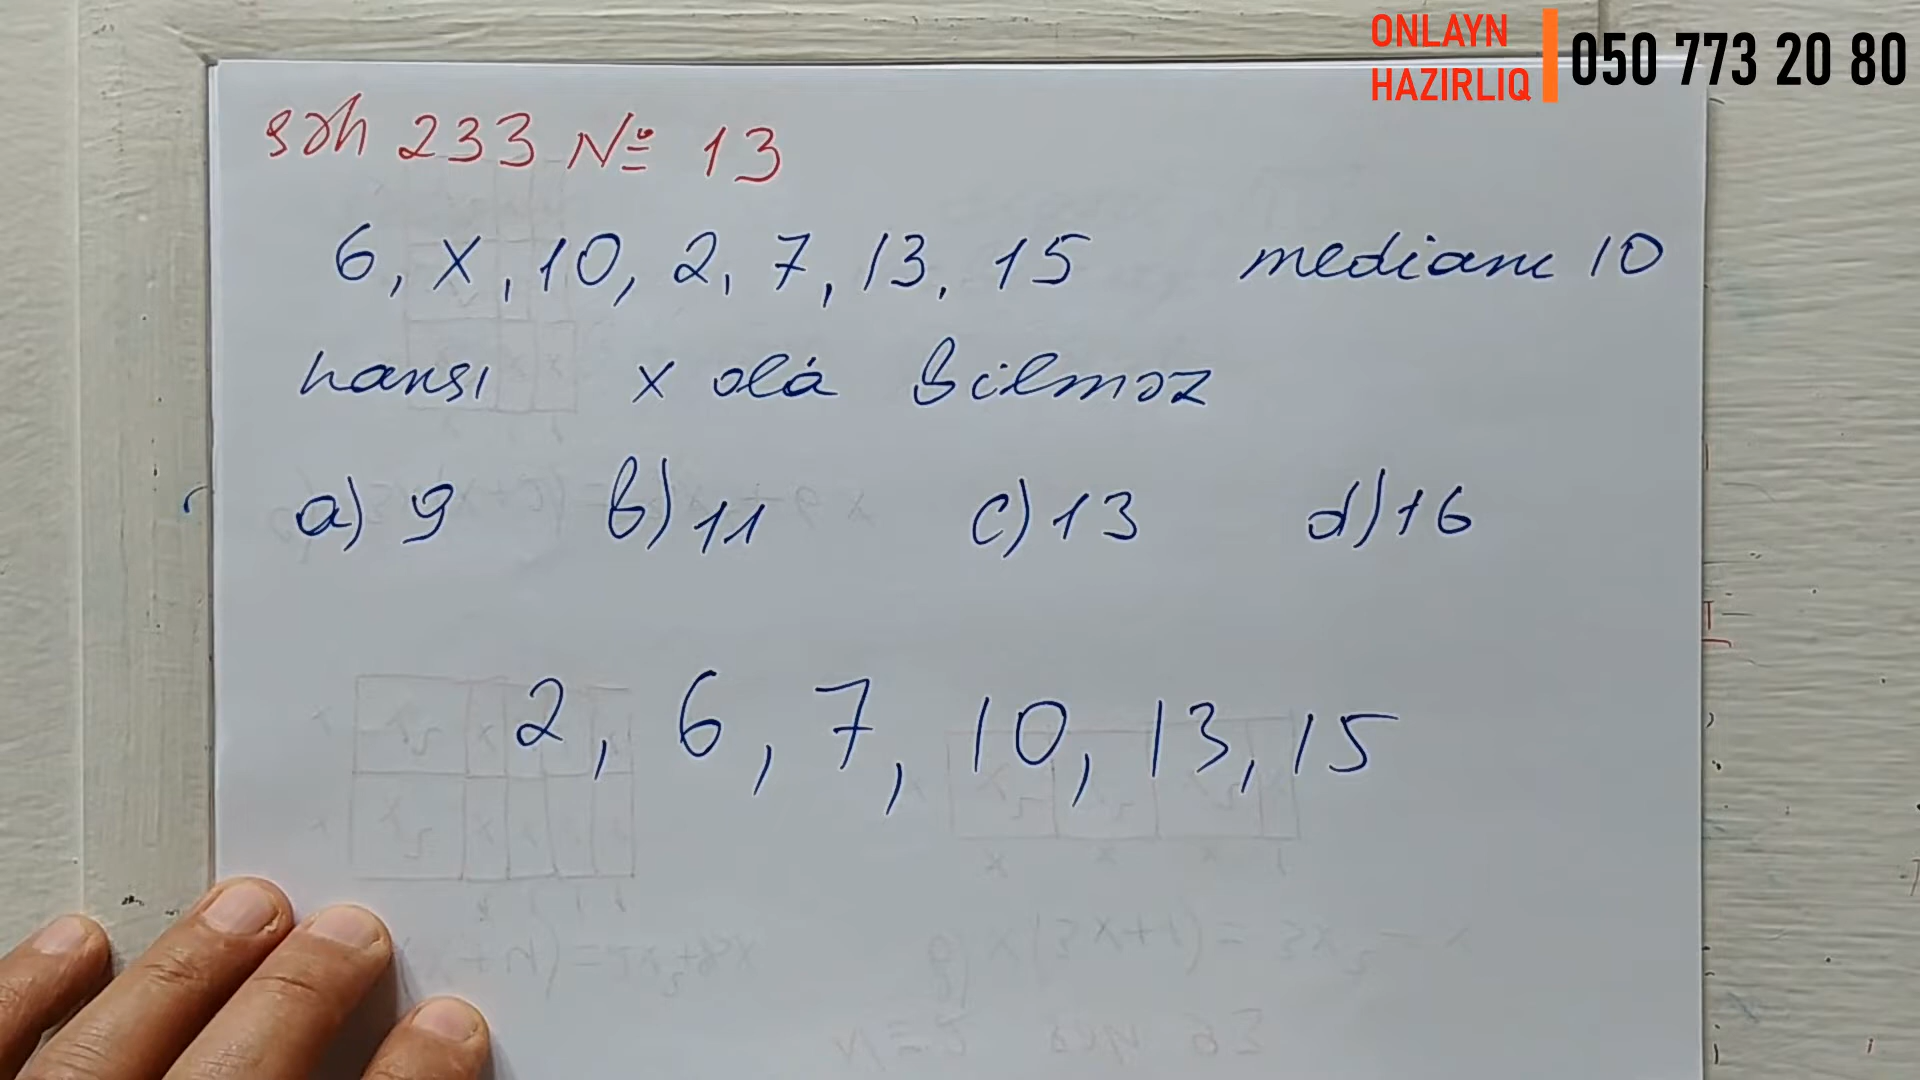 ONLAYN
HAZIRLIQ
050 773 20 80
səh 233 № 13
6, x, 10, 2, 7, 13, 15 medianı 10
hansı x ola bilməz
a) 9 b) 11 c) 13 d) 16
2, 6, 7, 10, 13, 15